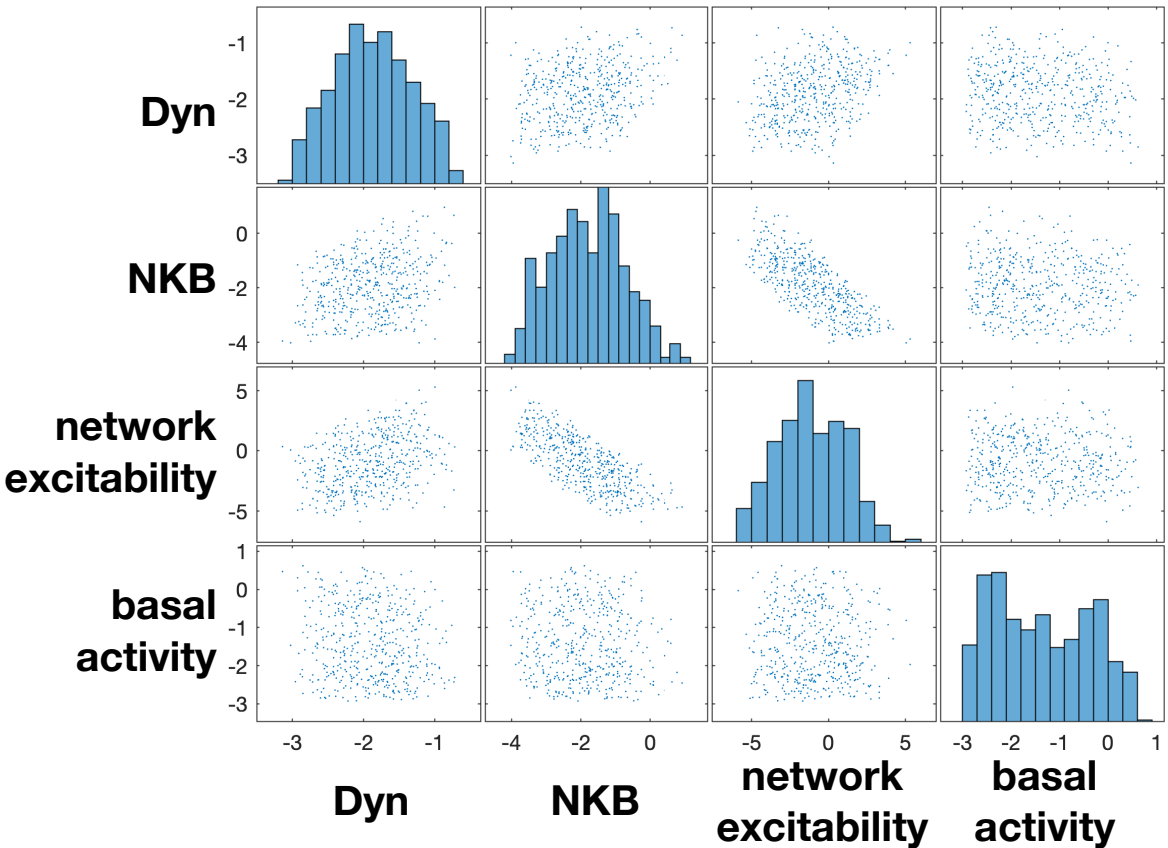 -1
-2
-3
Dyn
0
-2
-4
NKB
5
0
-5
network
excitability
1
0
-1
-2
-3
basal
activity
-3 -2 -1 -4 -2 0 -5 0 5 -3 -2 -1 0 1
Dyn NKB network excitability basal activity